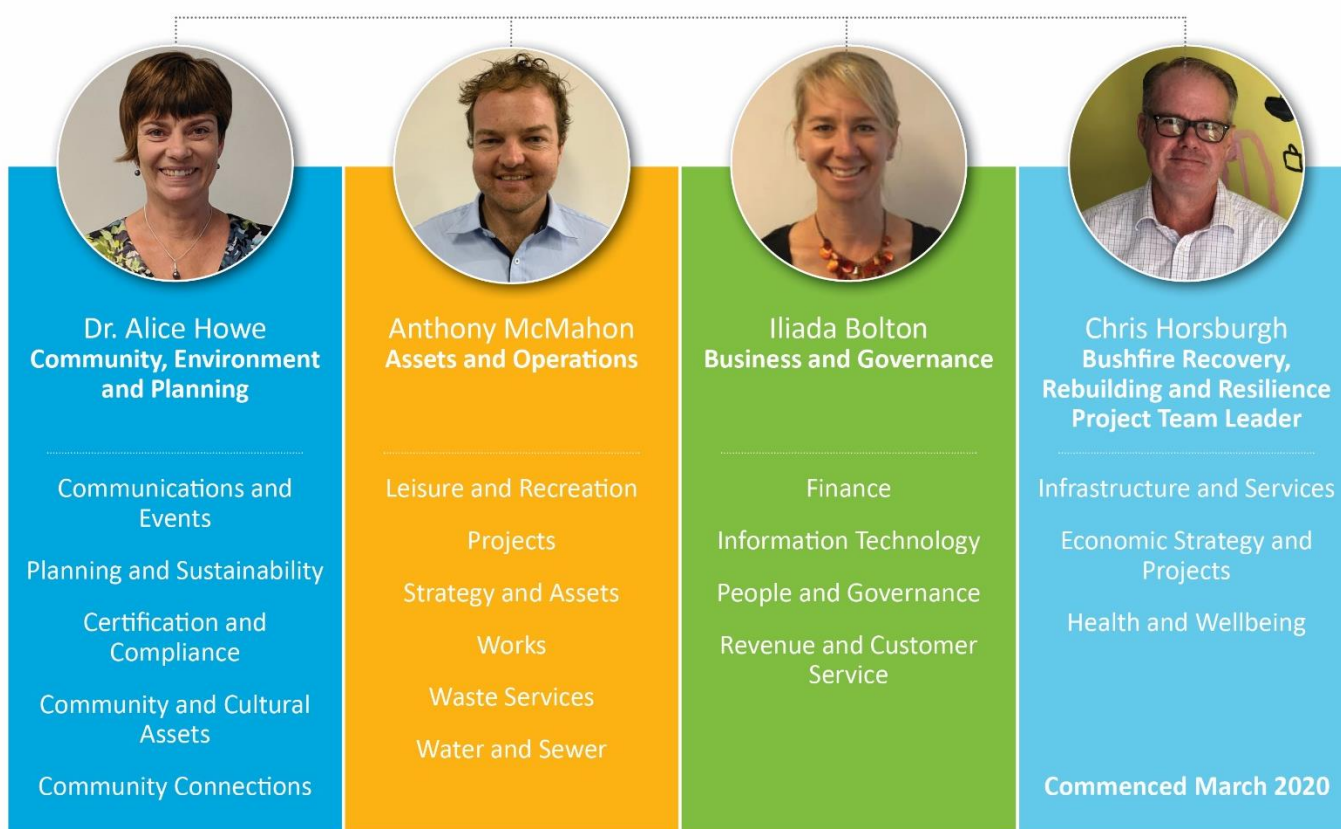 Dr. Alice Howe
Community, Environment
and Planning
Communications and
Events
Planning and Sustainability
Certification and
Compliance
Community and Cultural
Assets
Community Connections
Anthony McMahon
Assets and Operations
Leisure and Recreation
Projects
Strategy and Assets
Works
Waste Services
Water and Sewer
Iliada Bolton
Business and Governance
Finance
Information Technology
People and Governance
Revenue and Customer
Service
Chris Horsburgh
Bushfire Recovery,
Rebuilding and Resilience
Project Team Leader
Infrastructure and Services
Economic Strategy and
Projects
Health and Wellbeing
Commenced March 2020